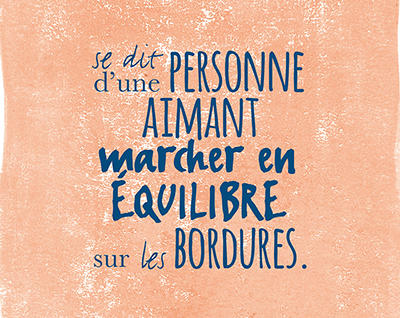 se dit
d'une PERSONNE
AIMANT
marcher en
ÉQUILIBRE
sur les BORDURES.